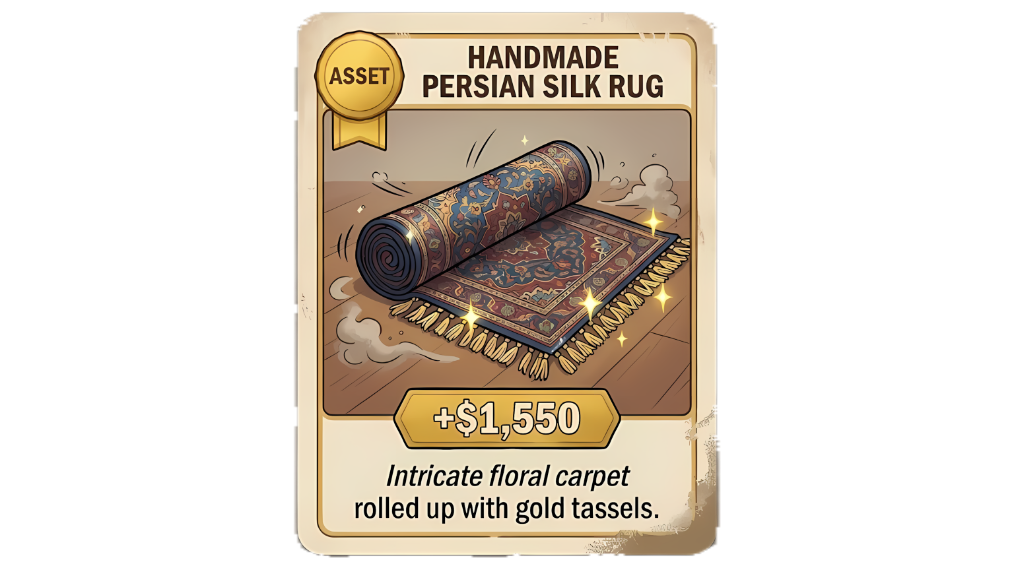 ASSET
HANDMADE
PERSIAN SILK RUG
+$1,550
Intricate floral carpet
rolled up with gold tassels.